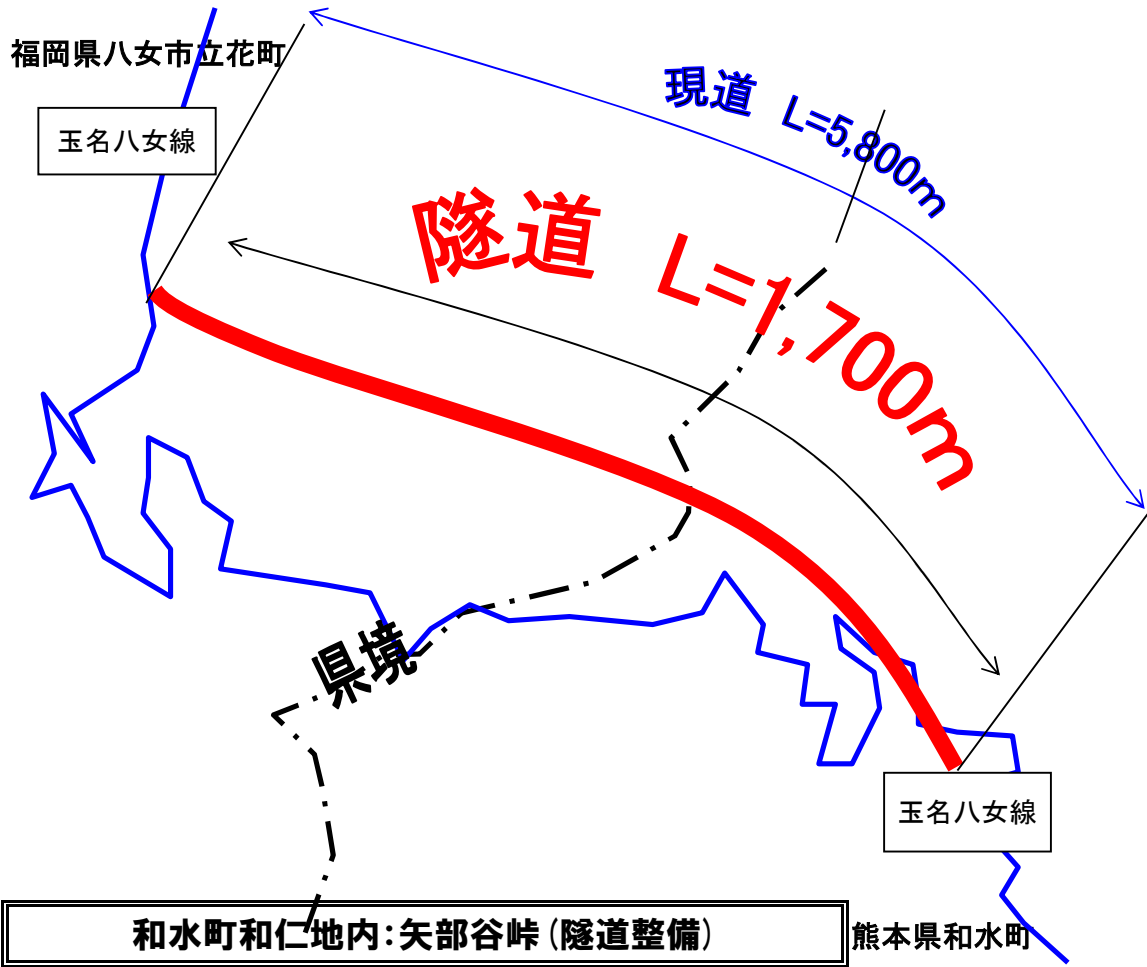 福岡県八女市立花町
玉名八女線
現道 L=5,800m
隧道 L=1,700m
県境
玉名八女線
和水町和仁地内:矢部谷峠(隧道整備)
熊本県和水町